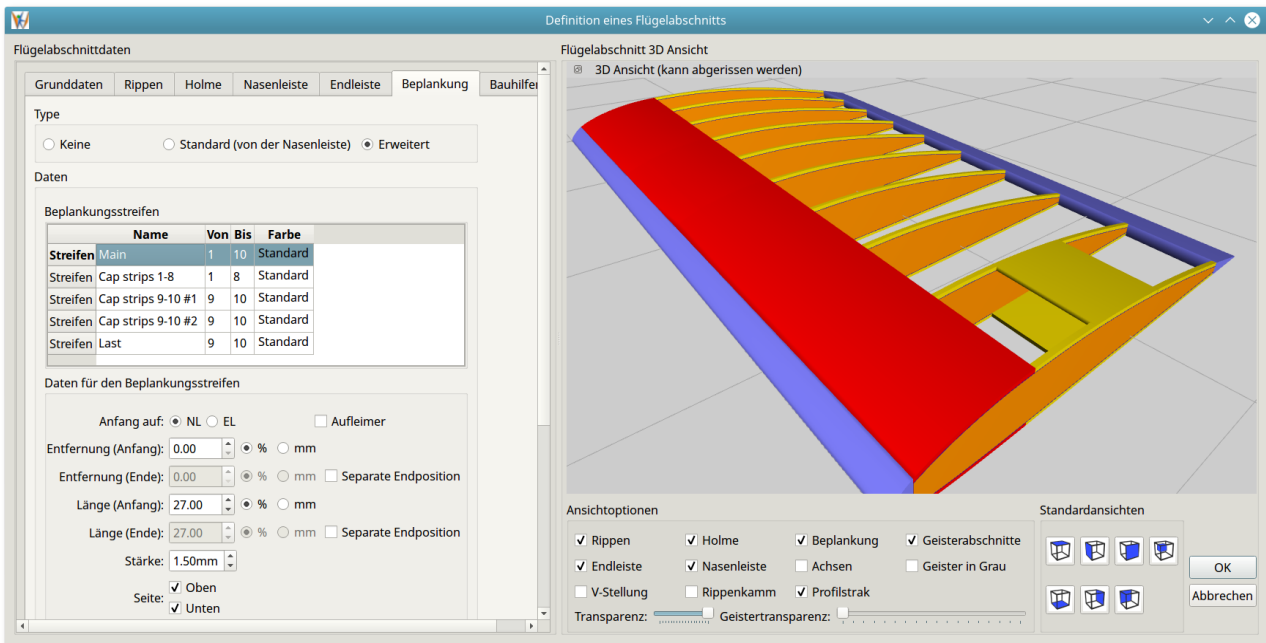 Definition eines Flügelabschnitts
Flügelabschnittdaten
Grunddaten Rippen Holme Nasenleiste Endleiste Beplankung Bauhilfen
Type
Keine Standard (von der Nasenleiste) Erweitert
Daten
Beplankungsstreifen
Name Von Bis Farbe
Streifen Main 1 10 Standard
Streifen Cap strips 1-8 1 8 Standard
Streifen Cap strips 9-10 #1 9 10 Standard
Streifen Cap strips 9-10 #2 9 10 Standard
Streifen Last 9 10 Standard
Daten für den Beplankungsstreifen
Anfang auf: NL EL Aufleimer
Entfernung (Anfang): 0.00 % mm
Entfernung (Ende): 0.00 % mm Separate Endposition
Länge (Anfang): 27.00 % mm
Länge (Ende): 27.00 % mm Separate Endposition
Stärke: 1.50mm
Seite: Oben
Unten
Flügelabschnitt 3D Ansicht
3D Ansicht (kann abgerissen werden)
Ansichtoptionen
Rippen Holme Beplankung Geisterabschnitte
Endleiste Nasenleiste Achsen Geister in Grau
V-Stellung Rippenkamm Profilstrak
Transparenz: Geistertransparenz:
Standardansichten
OK
Abbrechen